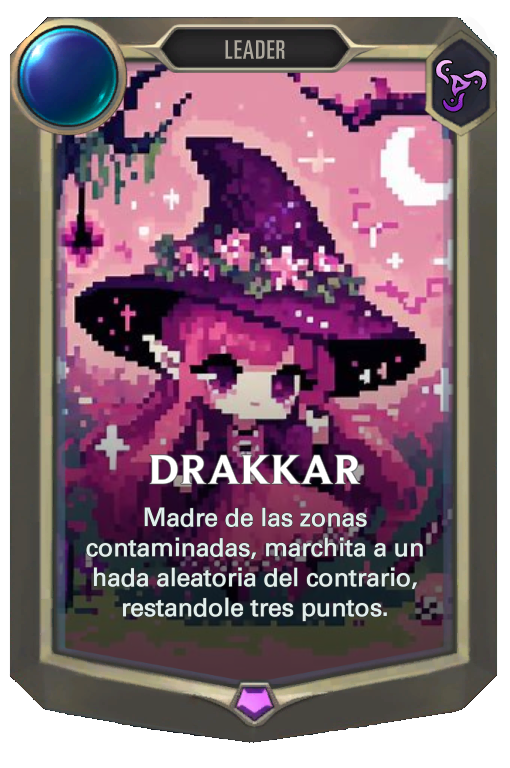 LEADER
DRAKKAR
Madre de las zonas
contaminadas, marchita a un
hada aleatoria del contrario,
restandole tres puntos.